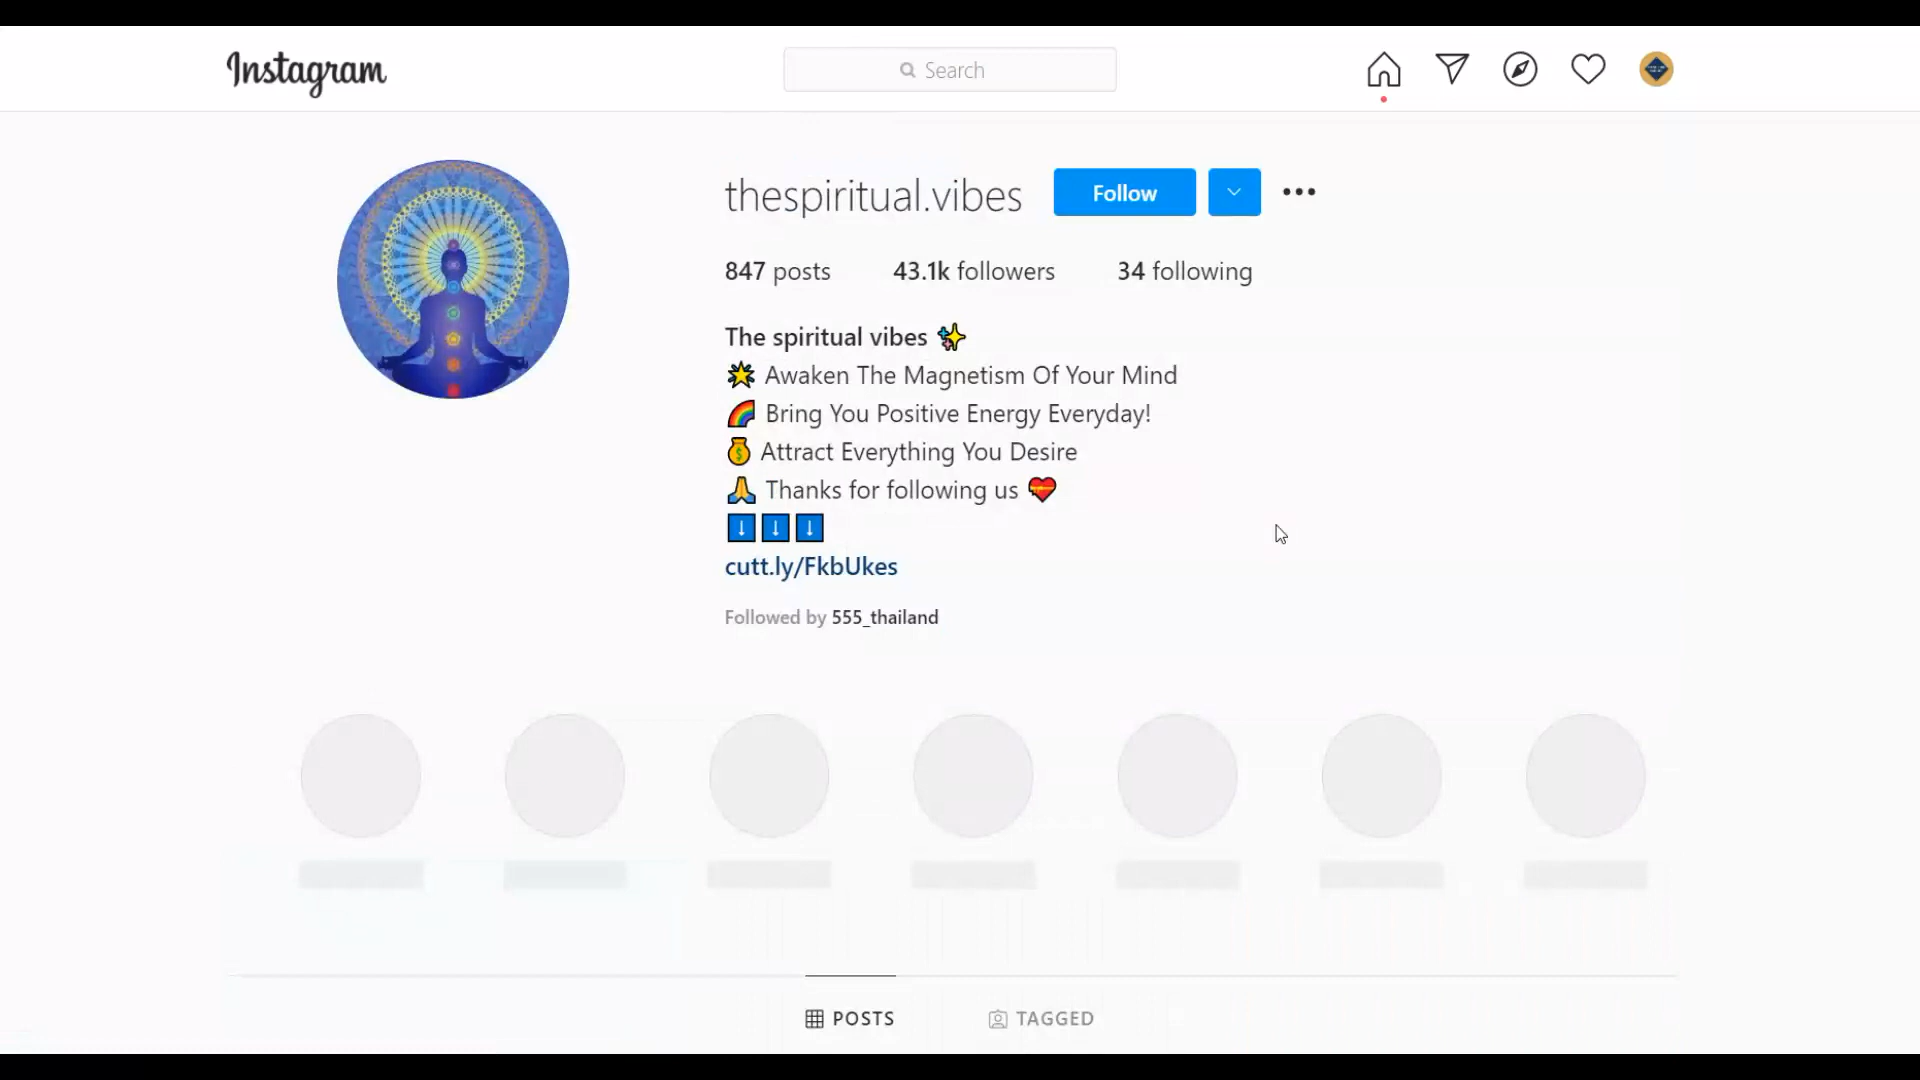 Instagram
Search
thespiritual.vibes Follow
847 posts 43.1k followers 34 following
The spiritual vibes ✨
🌟 Awaken The Magnetism Of Your Mind
🌈 Bring You Positive Energy Everyday!
💰 Attract Everything You Desire
🙏 Thanks for following us 💝
⬇️⬇️⬇️
cutt.ly/FkbUkes
Followed by 555_thailand
POSTS TAGGED